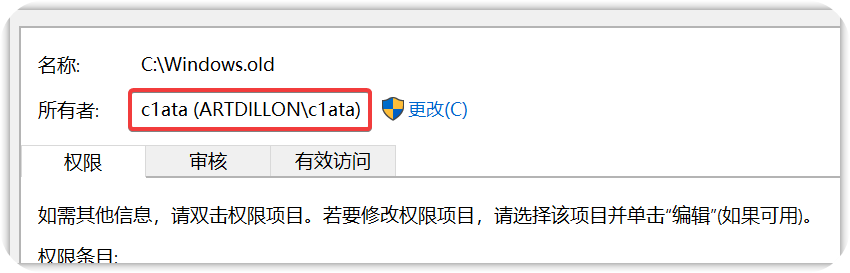 名称: C:\Windows.old
所有者: c1ata (ARTDILLON\c1ata) 更改(C)
权限 审核 有效访问
如需其他信息，请双击权限项目。若要修改权限项目，请选择该项目并单击“编辑”(如果可用)。
权限条目: